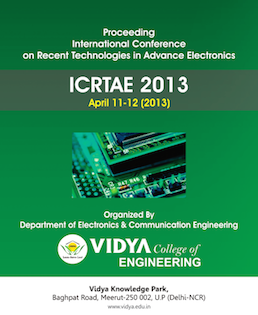 Proceeding
International Conference
on Recent Technologies in Advance Electronics
ICRTAE 2013
April 11-12 (2013)
Organized By
Department of Electronics & Communication Engineering
VIDYA College of
ENGINEERING
Vidya Knowledge Park,
Baghpat Road, Meerut-250 002, U.P (Delhi-NCR)
www.vidya.edu.in